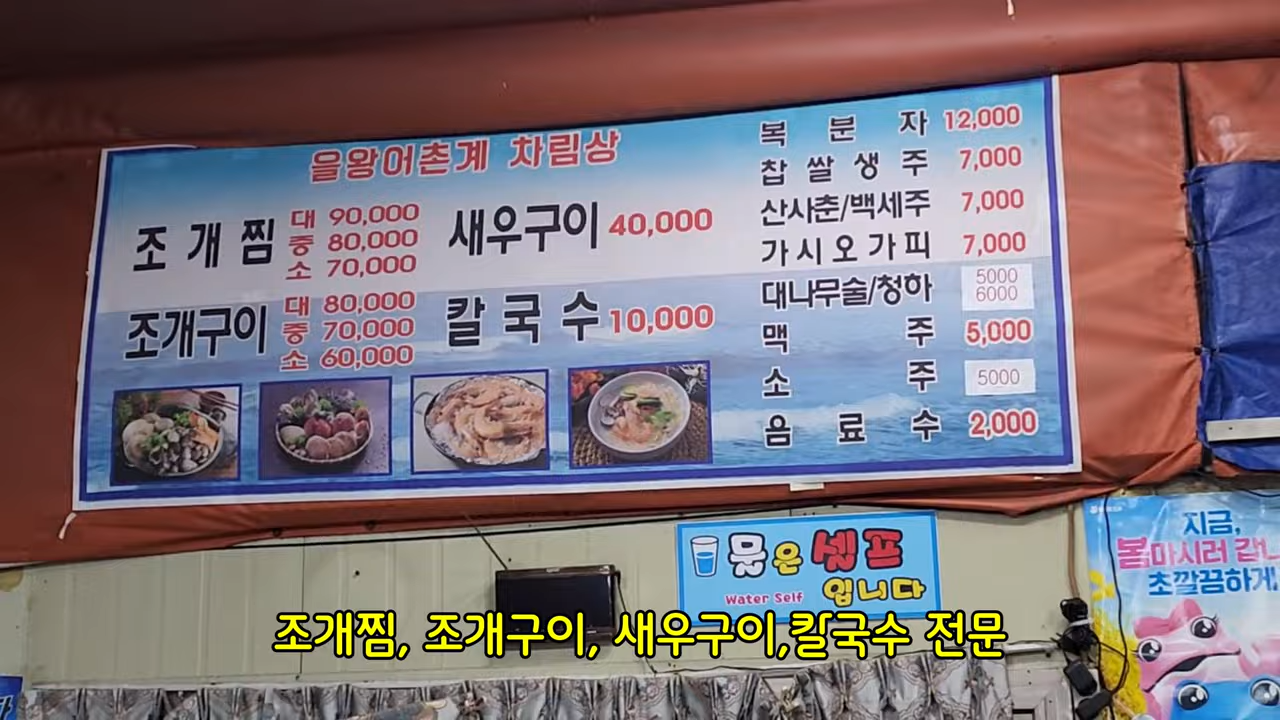 을왕어촌계 차림상
조개찜 대 90,000
중 80,000
소 70,000
새우구이 40,000
조개구이 대 80,000
중 70,000
소 60,000
칼국수 10,000
복분자 12,000
찹쌀생주 7,000
산사춘/백세주 7,000
가시오가피 7,000
대나무술/청하 5000
6000
맥주 5,000
소주 5000
음료수 2,000
물은 셀프
Water Self 입니다
지금,
봄마시러 갑니
초깔끔하게
조개찜, 조개구이, 새우구이,칼국수 전문